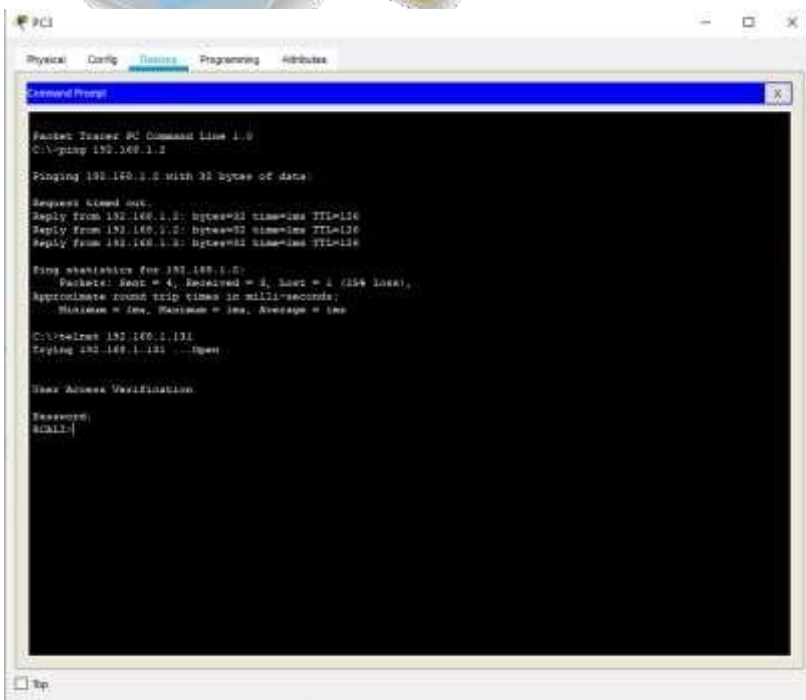 PC3
Physical Config Desktop Programming Attributes
Command Prompt
X
Packet Tracer PC Command Line 1.0
C:\>ping 192.168.1.2
Pinging 192.168.1.2 with 32 bytes of data:
Request timed out.
Reply from 192.168.1.2: bytes=32 time=1ms TTL=126
Reply from 192.168.1.2: bytes=32 time=1ms TTL=126
Reply from 192.168.1.2: bytes=32 time=1ms TTL=126
Ping statistics for 192.168.1.2:
Packets: Sent = 4, Received = 3, Lost = 1 (25% loss),
Approximate round trip times in milli-seconds:
Minimum = 1ms, Maximum = 1ms, Average = 1ms
C:\>telnet 192.168.1.131
Trying 192.168.1.131 ...Open
User Access Verification
Password:
Top